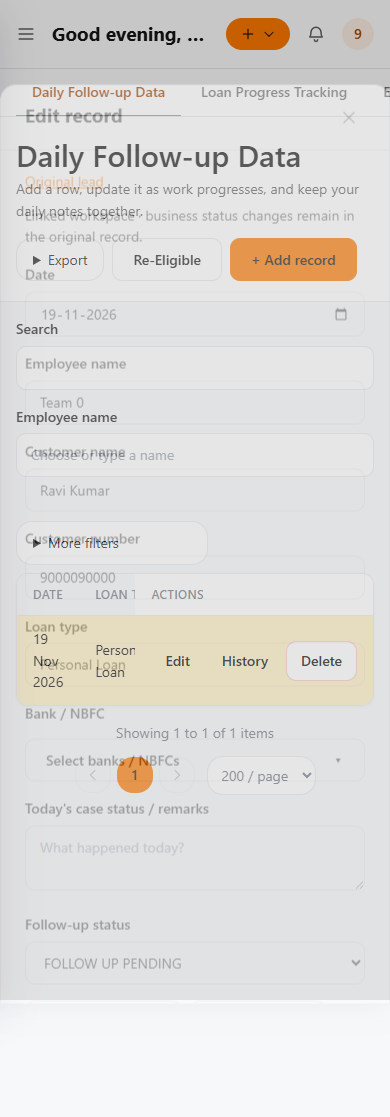 Good evening, ...
9
Daily Follow-up Data
Loan Progress Tracking
E
Edit record
Daily Follow-up Data
Original lead
Add a row, update it as work progresses, and keep your
daily notes together.
Linked workspace · business status changes remain in
the original record.
Export
Re-Eligible
+ Add record
Date
19-11-2026
Search
Employee name
Team 0
Employee name
Customer name
Choose or type a name
Ravi Kumar
Customer number
More filters
9000090000
DATE
LOAN T
ACTIONS
Loan type
19
Nov
2026
Person
Loan
Edit
History
Delete
Personal Loan
Bank / NBFC
Showing 1 to 1 of 1 items
Select banks / NBFCs
1
200 / page
Today's case status / remarks
What happened today?
Follow-up status
FOLLOW UP PENDING